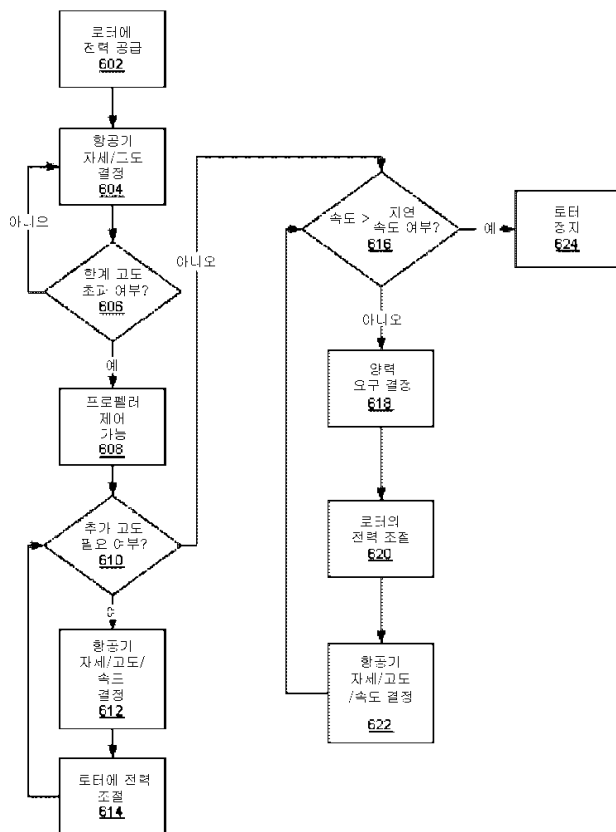 로터에
전력 공급
602
항공기
자세/고도
결정
604
아니오
한계 고도
초과 여부?
606
예
프로펠러
제어
가능
608
추가 고도
필요 여부?
610
아니오
예
항공기
자세/고도/
속도
결정
612
로터에 전력
조절
614
속도 > 지연
속도 여부?
616
예
로터
정지
624
아니오
양력
요구 결정
618
로터의
전력 조절
620
항공기
자세/고도
/속도 결정
622